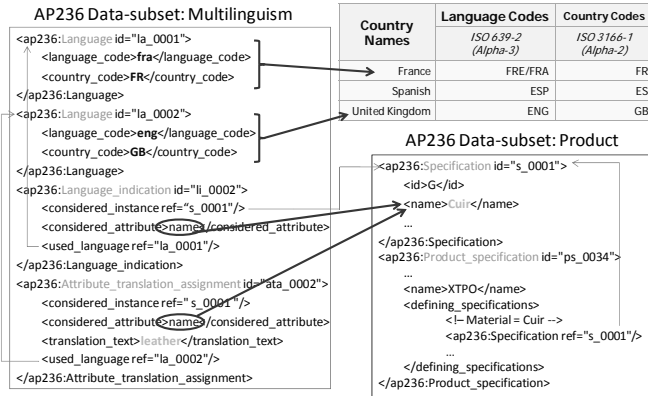 AP236 Data-subset: Multilinguism
<ap236:Language id="la_0001">
<language_code>fra</language_code>
<country_code>FR</country_code>
</ap236:Language>
<ap236:Language id="la_0002">
<language_code>eng</language_code>
<country_code>GB</country_code>
</ap236:Language>
<ap236:Language_indication id="li_0002">
<considered_instance ref="s_0001"/>
<considered_attribute>name</considered_attribute>
<used_language ref="la_0001"/>
</ap236:Language_indication>
<ap236:Attribute_translation_assignment id="ata_0002">
<considered_instance ref=" s_0001 "/>
<considered_attribute>name</considered_attribute>
<translation_text>leather</translation_text>
<used_language ref="la_0002"/>
</ap236:Attribute_translation_assignment>
Country Names Language Codes Country Codes
ISO 639-2 (Alpha-3) ISO 3166-1 (Alpha-2)
France FRE/FRA FR
Spanish ESP ES
United Kingdom ENG GB
AP236 Data-subset: Product
<ap236:Specification id="s_0001">
<id>G</id>
<name>Cuir</name>
...
</ap236:Specification>
<ap236:Product_specification id="ps_0034">
...
<name>XTPO</name>
<defining_specifications>
<!– Material = Cuir -->
<ap236:Specification ref="s_0001"/>
...
</defining_specifications>
</ap236:Product_specification>